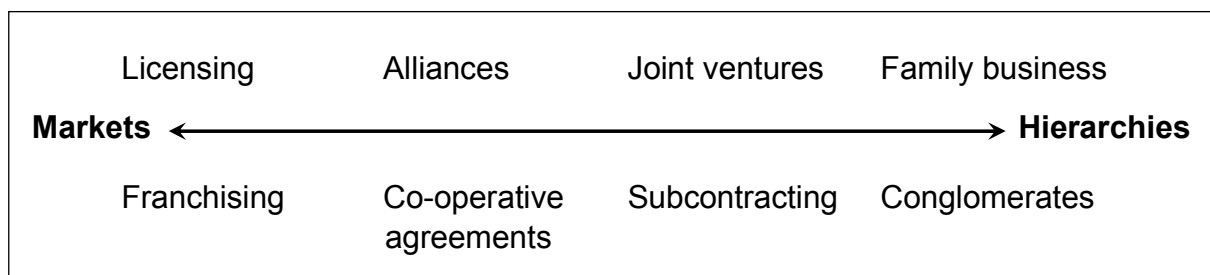 Licensing Alliances Joint ventures Family business
Markets Hierarchies
Franchising Co-operative Subcontracting Conglomerates
agreements